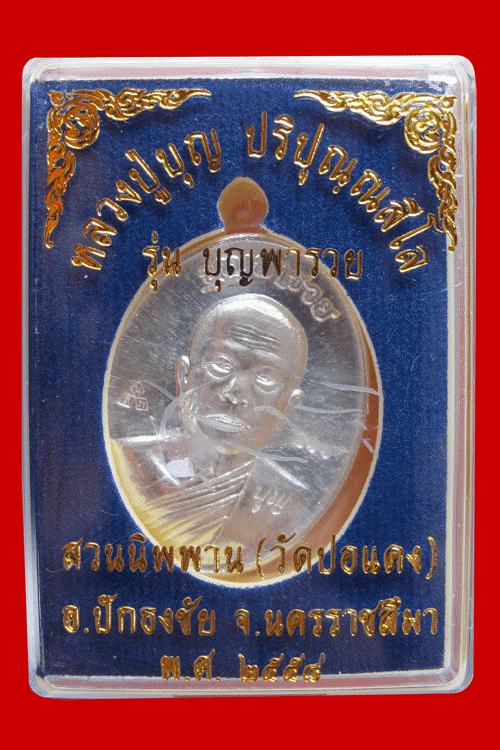 หลวงปู่บุญ ปริปุณฺณสีโล
รุ่น บุญพารวย
บุญ
สวนนิพพาน (วัดปอแดง)
อ.ปักธงชัย จ.นครราชสีมา
พ.ศ. ๒๕๕๘